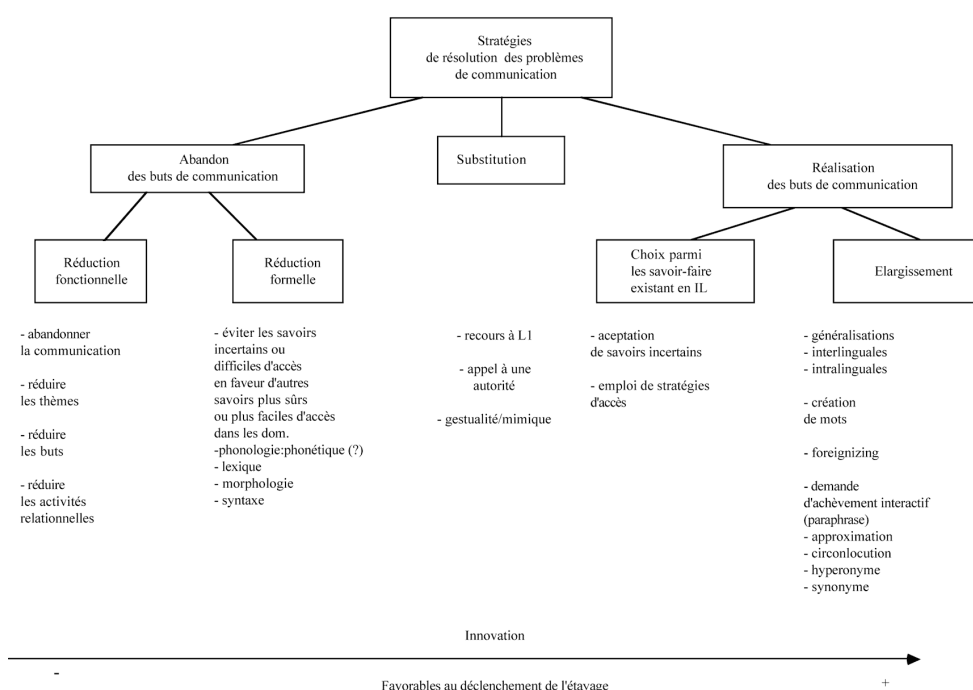 Stratégies
de résolution des problèmes
de communication
Abandon
des buts de communication
Substitution
Réalisation
des buts de communication
Réduction
fonctionnelle
Réduction
formelle
Choix parmi
les savoir-faire
existant en IL
Elargissement
- abandonner
la communication
- réduire
les thèmes
- réduire
les buts
- réduire
les activités
relationnelles
- éviter les savoirs
incertains ou
difficiles d'accès
en faveur d'autres
savoirs plus sûrs
ou plus faciles d'accès
dans les dom.
-phonologie:phonétique (?)
- lexique
- morphologie
- syntaxe
- recours à L1
- appel à une
autorité
- gestualité/mimique
- aceptation
de savoirs incertains
- emploi de stratégies
d'accès
- généralisations
- interlinguales
- intralinguales
- création
de mots
- foreignizing
- demande
d'achèvement interactif
(paraphrase)
- approximation
- circonlocution
- hyperonyme
- synonyme
Innovation
- +
Favorables au déclenchement de l'étayage